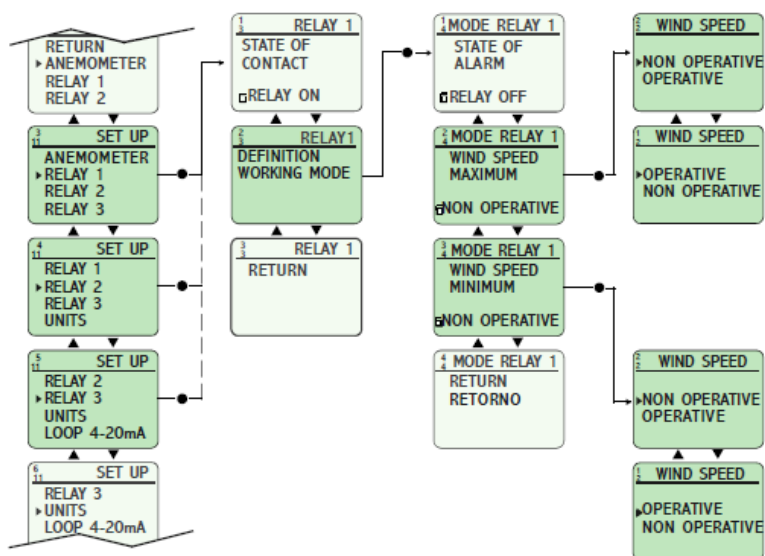 RETURN
▸ANEMOMETER
RELAY 1
RELAY 2
3/11 SET UP
ANEMOMETER
▸RELAY 1
RELAY 2
RELAY 3
4/11 SET UP
RELAY 1
▸RELAY 2
RELAY 3
UNITS
5/11 SET UP
RELAY 2
▸RELAY 3
UNITS
LOOP 4-20mA
6/11 SET UP
RELAY 3
▸UNITS
LOOP 4-20mA
1/3 RELAY 1
STATE OF
CONTACT
RELAY ON
2/3 RELAY1
DEFINITION
WORKING MODE
3/3 RELAY 1
RETURN
1/4 MODE RELAY 1
STATE OF
ALARM
RELAY OFF
2/4 MODE RELAY 1
WIND SPEED
MAXIMUM
NON OPERATIVE
3/4 MODE RELAY 1
WIND SPEED
MINIMUM
NON OPERATIVE
4/4 MODE RELAY 1
RETURN
RETORNO
2/2 WIND SPEED
▸NON OPERATIVE
OPERATIVE
1/2 WIND SPEED
▸OPERATIVE
NON OPERATIVE
2/2 WIND SPEED
▸NON OPERATIVE
OPERATIVE
1/2 WIND SPEED
▸OPERATIVE
NON OPERATIVE